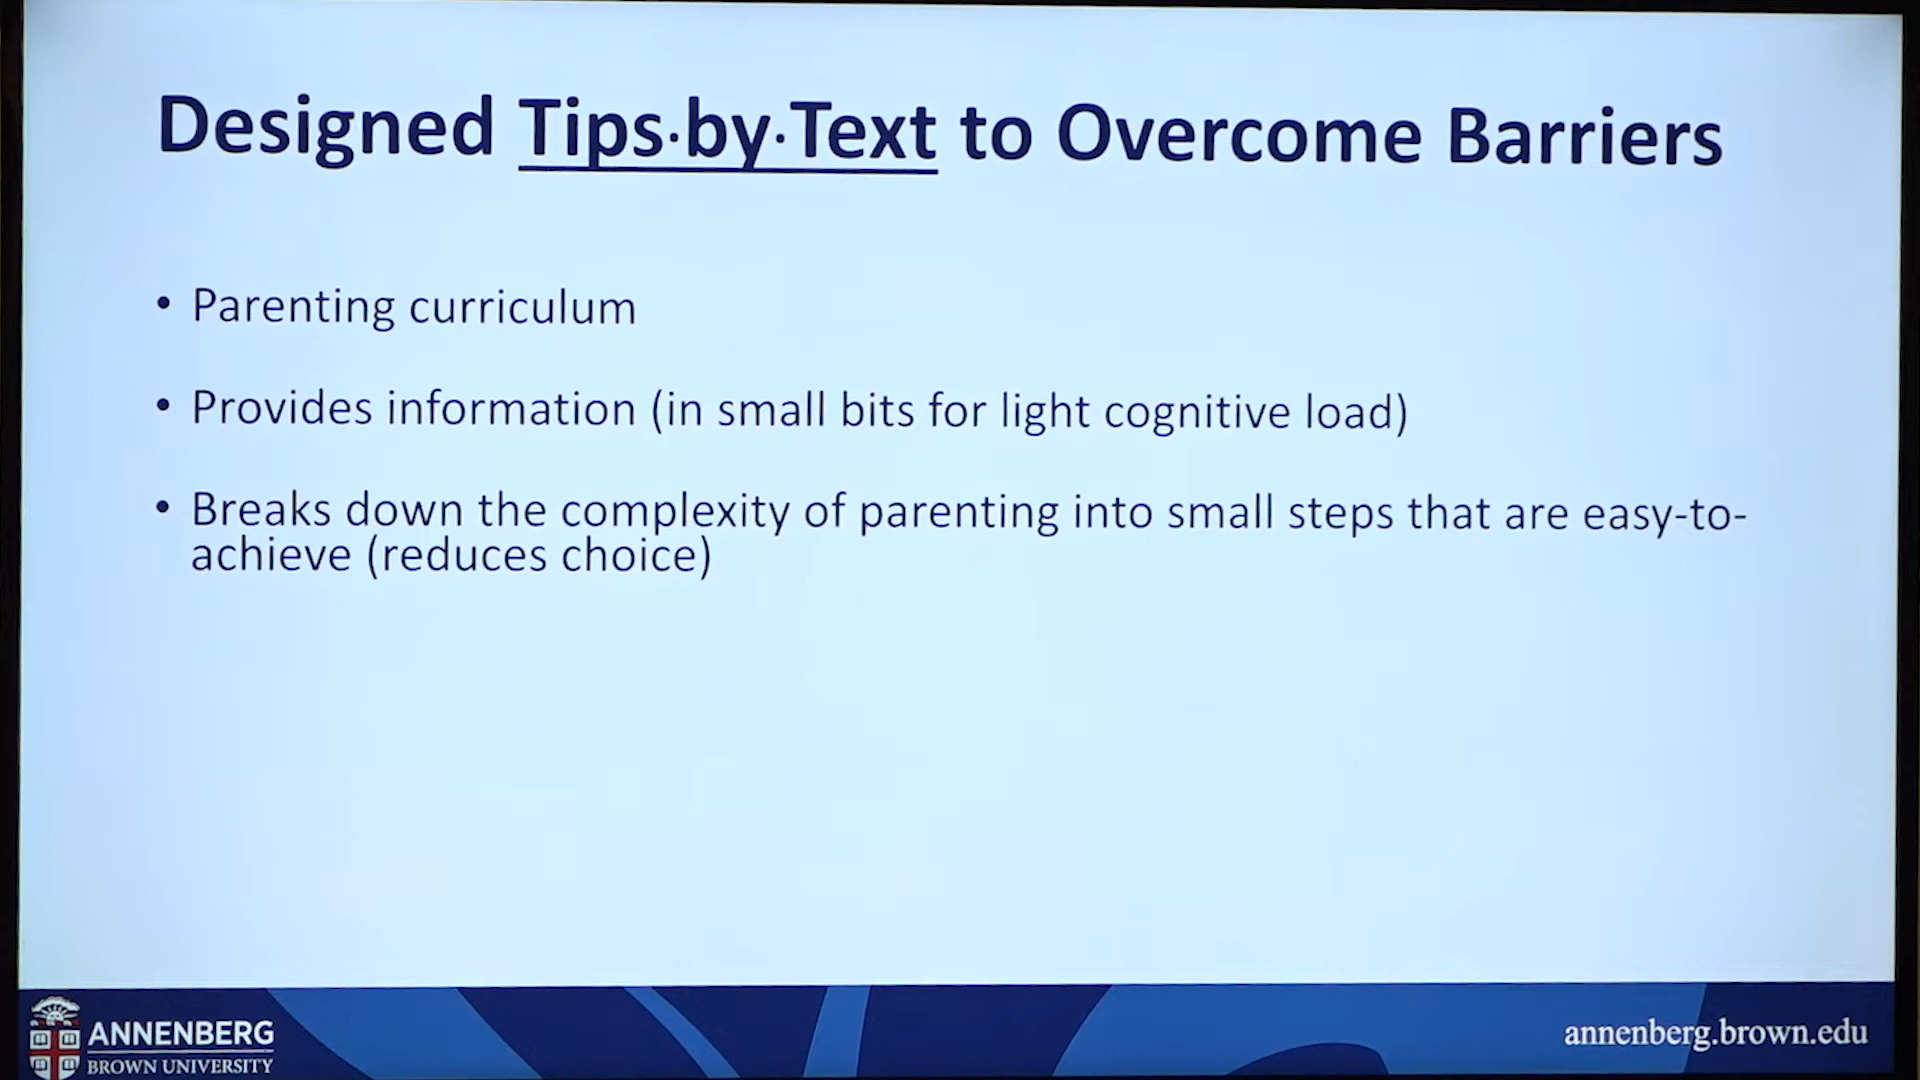 Designed Tips·by·Text to Overcome Barriers
• Parenting curriculum
• Provides information (in small bits for light cognitive load)
• Breaks down the complexity of parenting into small steps that are easy-to-
achieve (reduces choice)
ANNENBERG
BROWN UNIVERSITY
annenberg.brown.edu